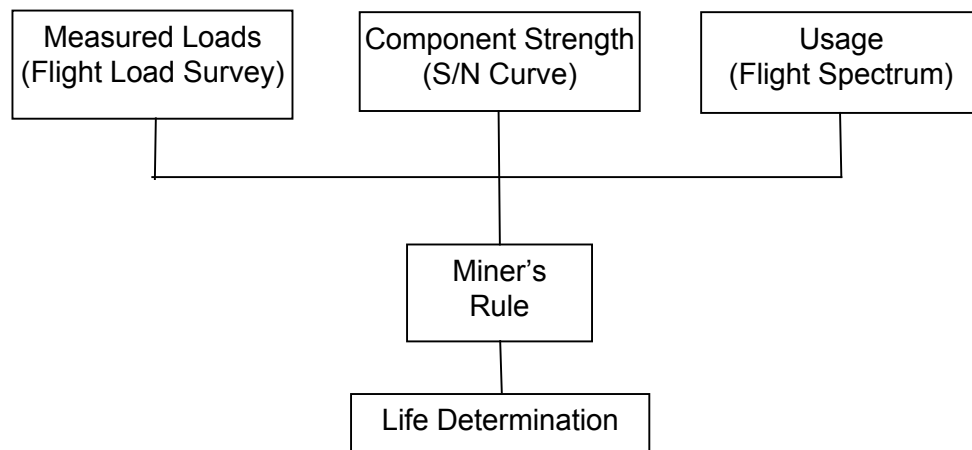 Measured Loads
(Flight Load Survey)
Component Strength
(S/N Curve)
Usage
(Flight Spectrum)
Miner’s
Rule
Life Determination